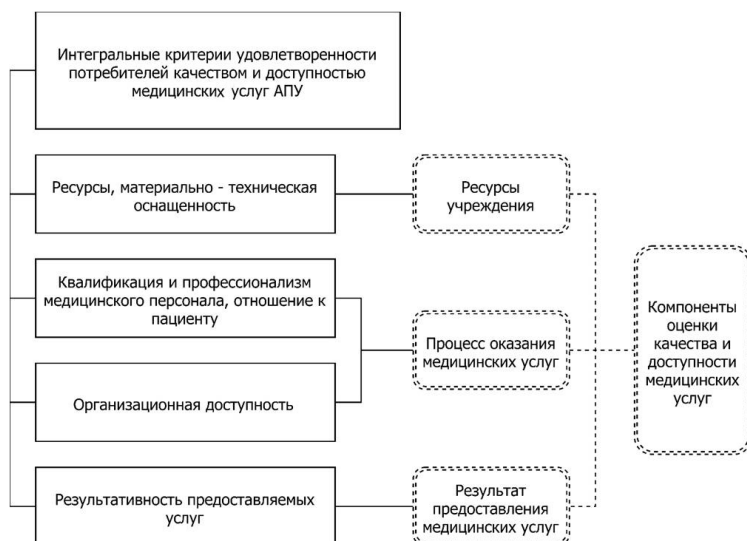 Интегральные критерии удовлетворенности
потребителей качеством и доступностью
медицинских услуг АПУ
Ресурсы, материально - техническая
оснащенность
Ресурсы
учреждения
Квалификация и профессионализм
медицинского персонала, отношение к
пациенту
Процесс оказания
медицинских услуг
Компоненты
оценки
качества и
доступности
медицинских
услуг
Организационная доступность
Результативность предоставляемых
услуг
Результат
предоставления
медицинских услуг